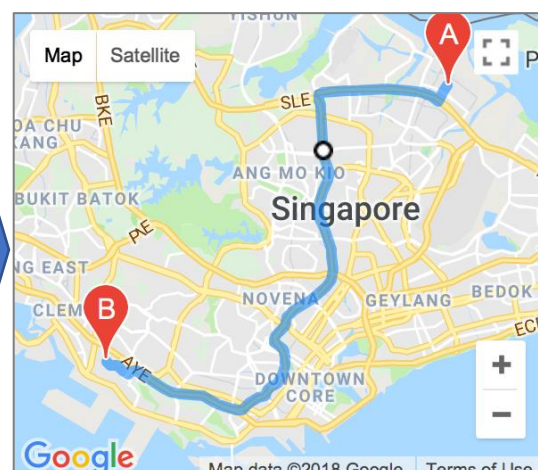 YISHUN
A
P
Map Satellite
SLE
BKE
OA CHU
KANG
ANG MO KIO
BUKIT BATOK
Singapore
PIE
NG EAST
NOVENA
GEYLANG
BEDOK
CLEM
B
AYE
EC
DOWNTOWN
CORE
+
−
Google
Map data ©2018 Google Terms of Use